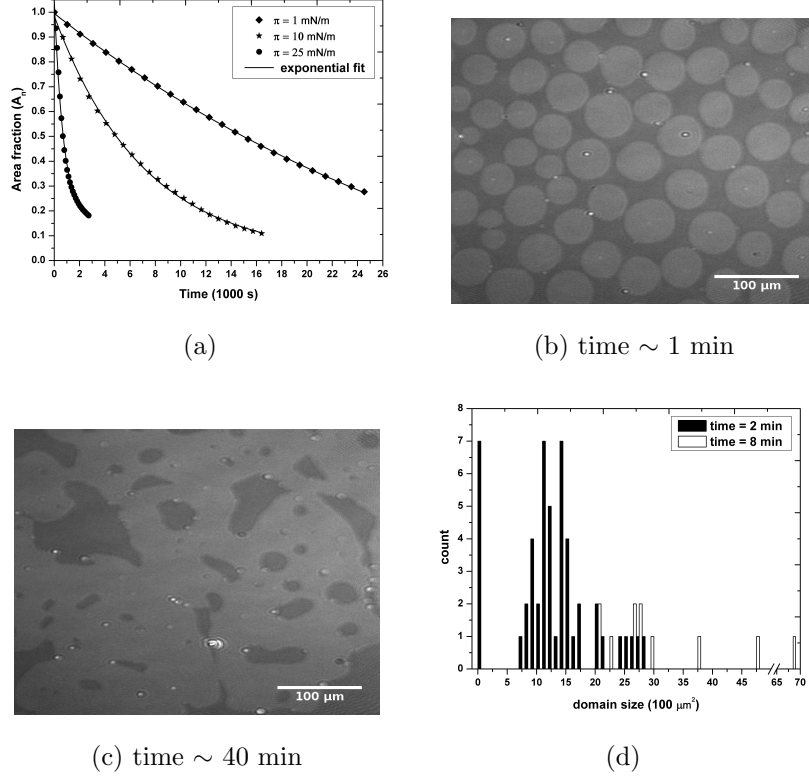 1.0
0.9
0.8
0.7
0.6
0.5
0.4
0.3
0.2
0.1
0.0
Area fraction (Aₙ)
0 2 4 6 8 10 12 14 16 18 20 22 24 26
Time (1000 s)
π = 1 mN/m
π = 10 mN/m
π = 25 mN/m
exponential fit
(a)
100 μm
(b) time ∼ 1 min
100 μm
(c) time ∼ 40 min
8
7
6
5
4
3
2
1
0
count
0 5 10 15 20 25 30 35 40 45 65 70
domain size (100 μm²)
time = 2 min
time = 8 min
(d)